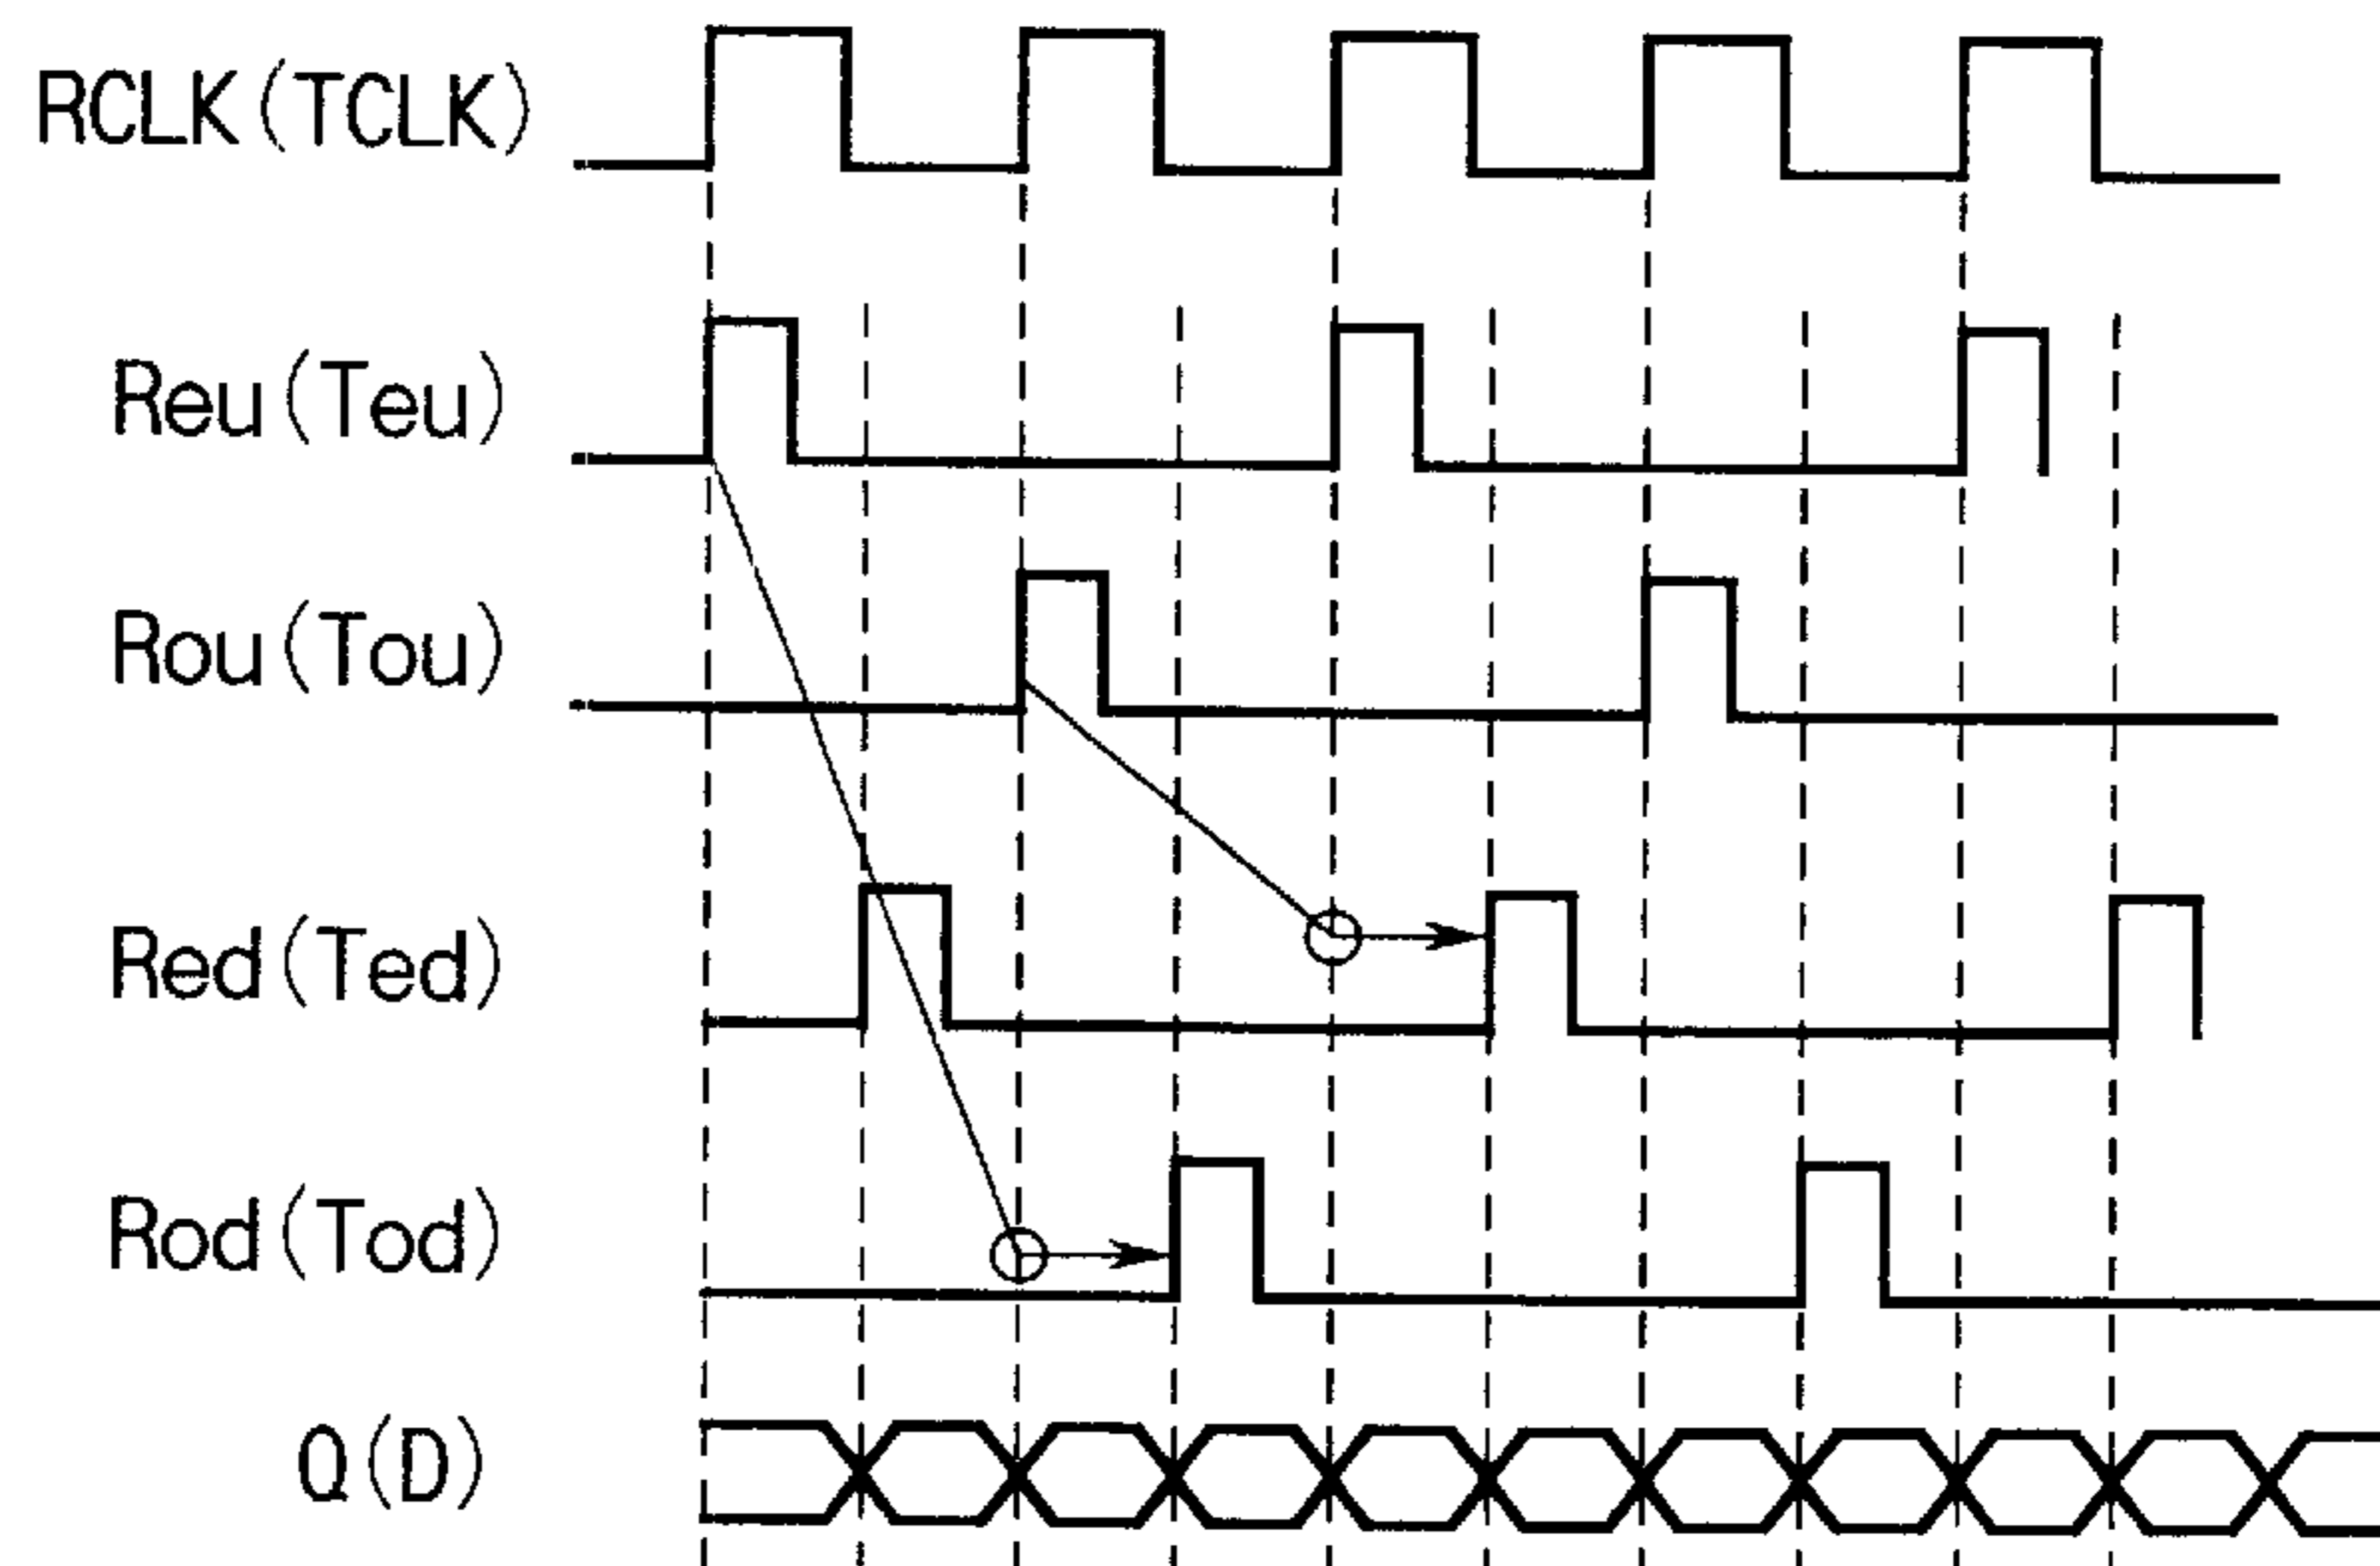 RCLK(TCLK)
Reu(Teu)
Rou(Tou)
Red(Ted)
Rod(Tod)
Q(D)